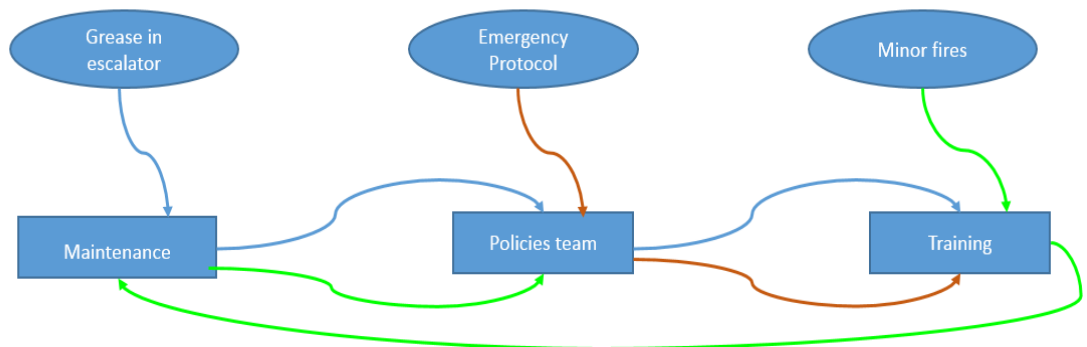 Grease in
escalator
Emergency
Protocol
Minor fires
Maintenance
Policies team
Training